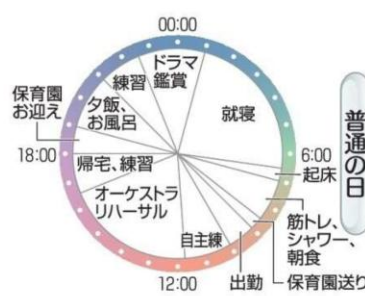 00:00
ドラマ
鑑賞
練習
夕飯、
お風呂
保育園
お迎え
就寝
18:00
帰宅、練習
6:00
起床
オーケストラ
リハーサル
自主練
筋トレ、
シャワー、
朝食
12:00
出勤
保育園送り
普通の日